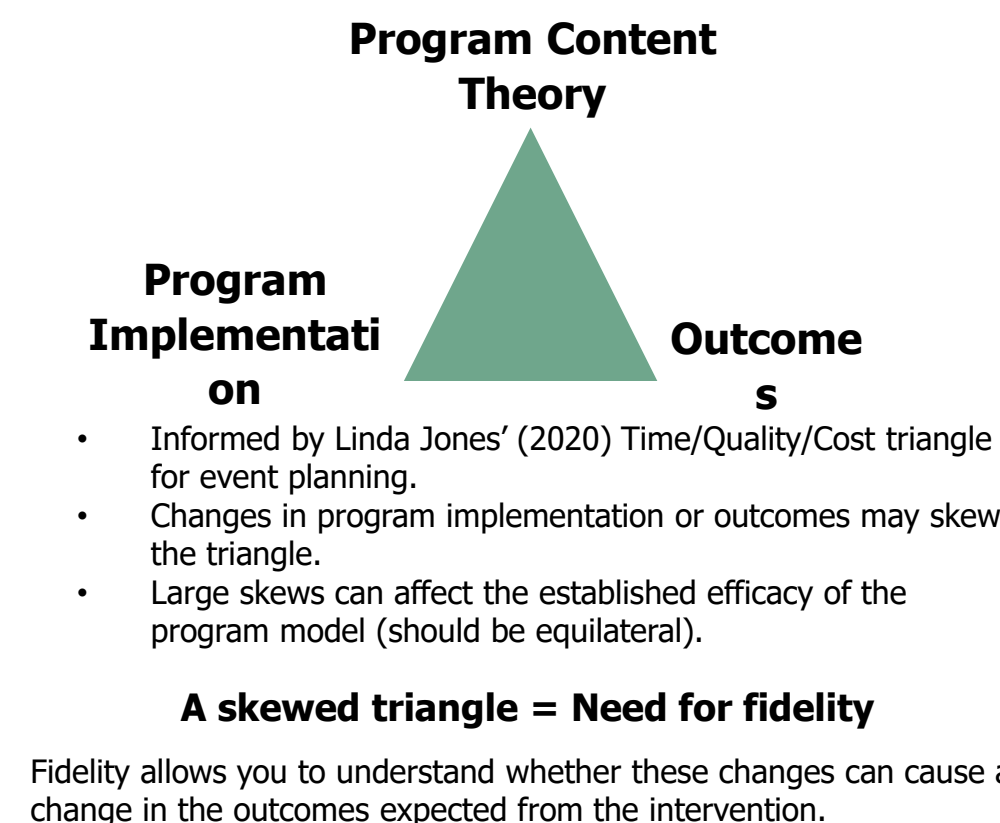 Program Content
Theory
Program
Implementati
on
Outcome
s
• Informed by Linda Jones’ (2020) Time/Quality/Cost triangle
for event planning.
• Changes in program implementation or outcomes may skew
the triangle.
• Large skews can affect the established efficacy of the
program model (should be equilateral).
A skewed triangle = Need for fidelity
Fidelity allows you to understand whether these changes can cause a
change in the outcomes expected from the intervention.